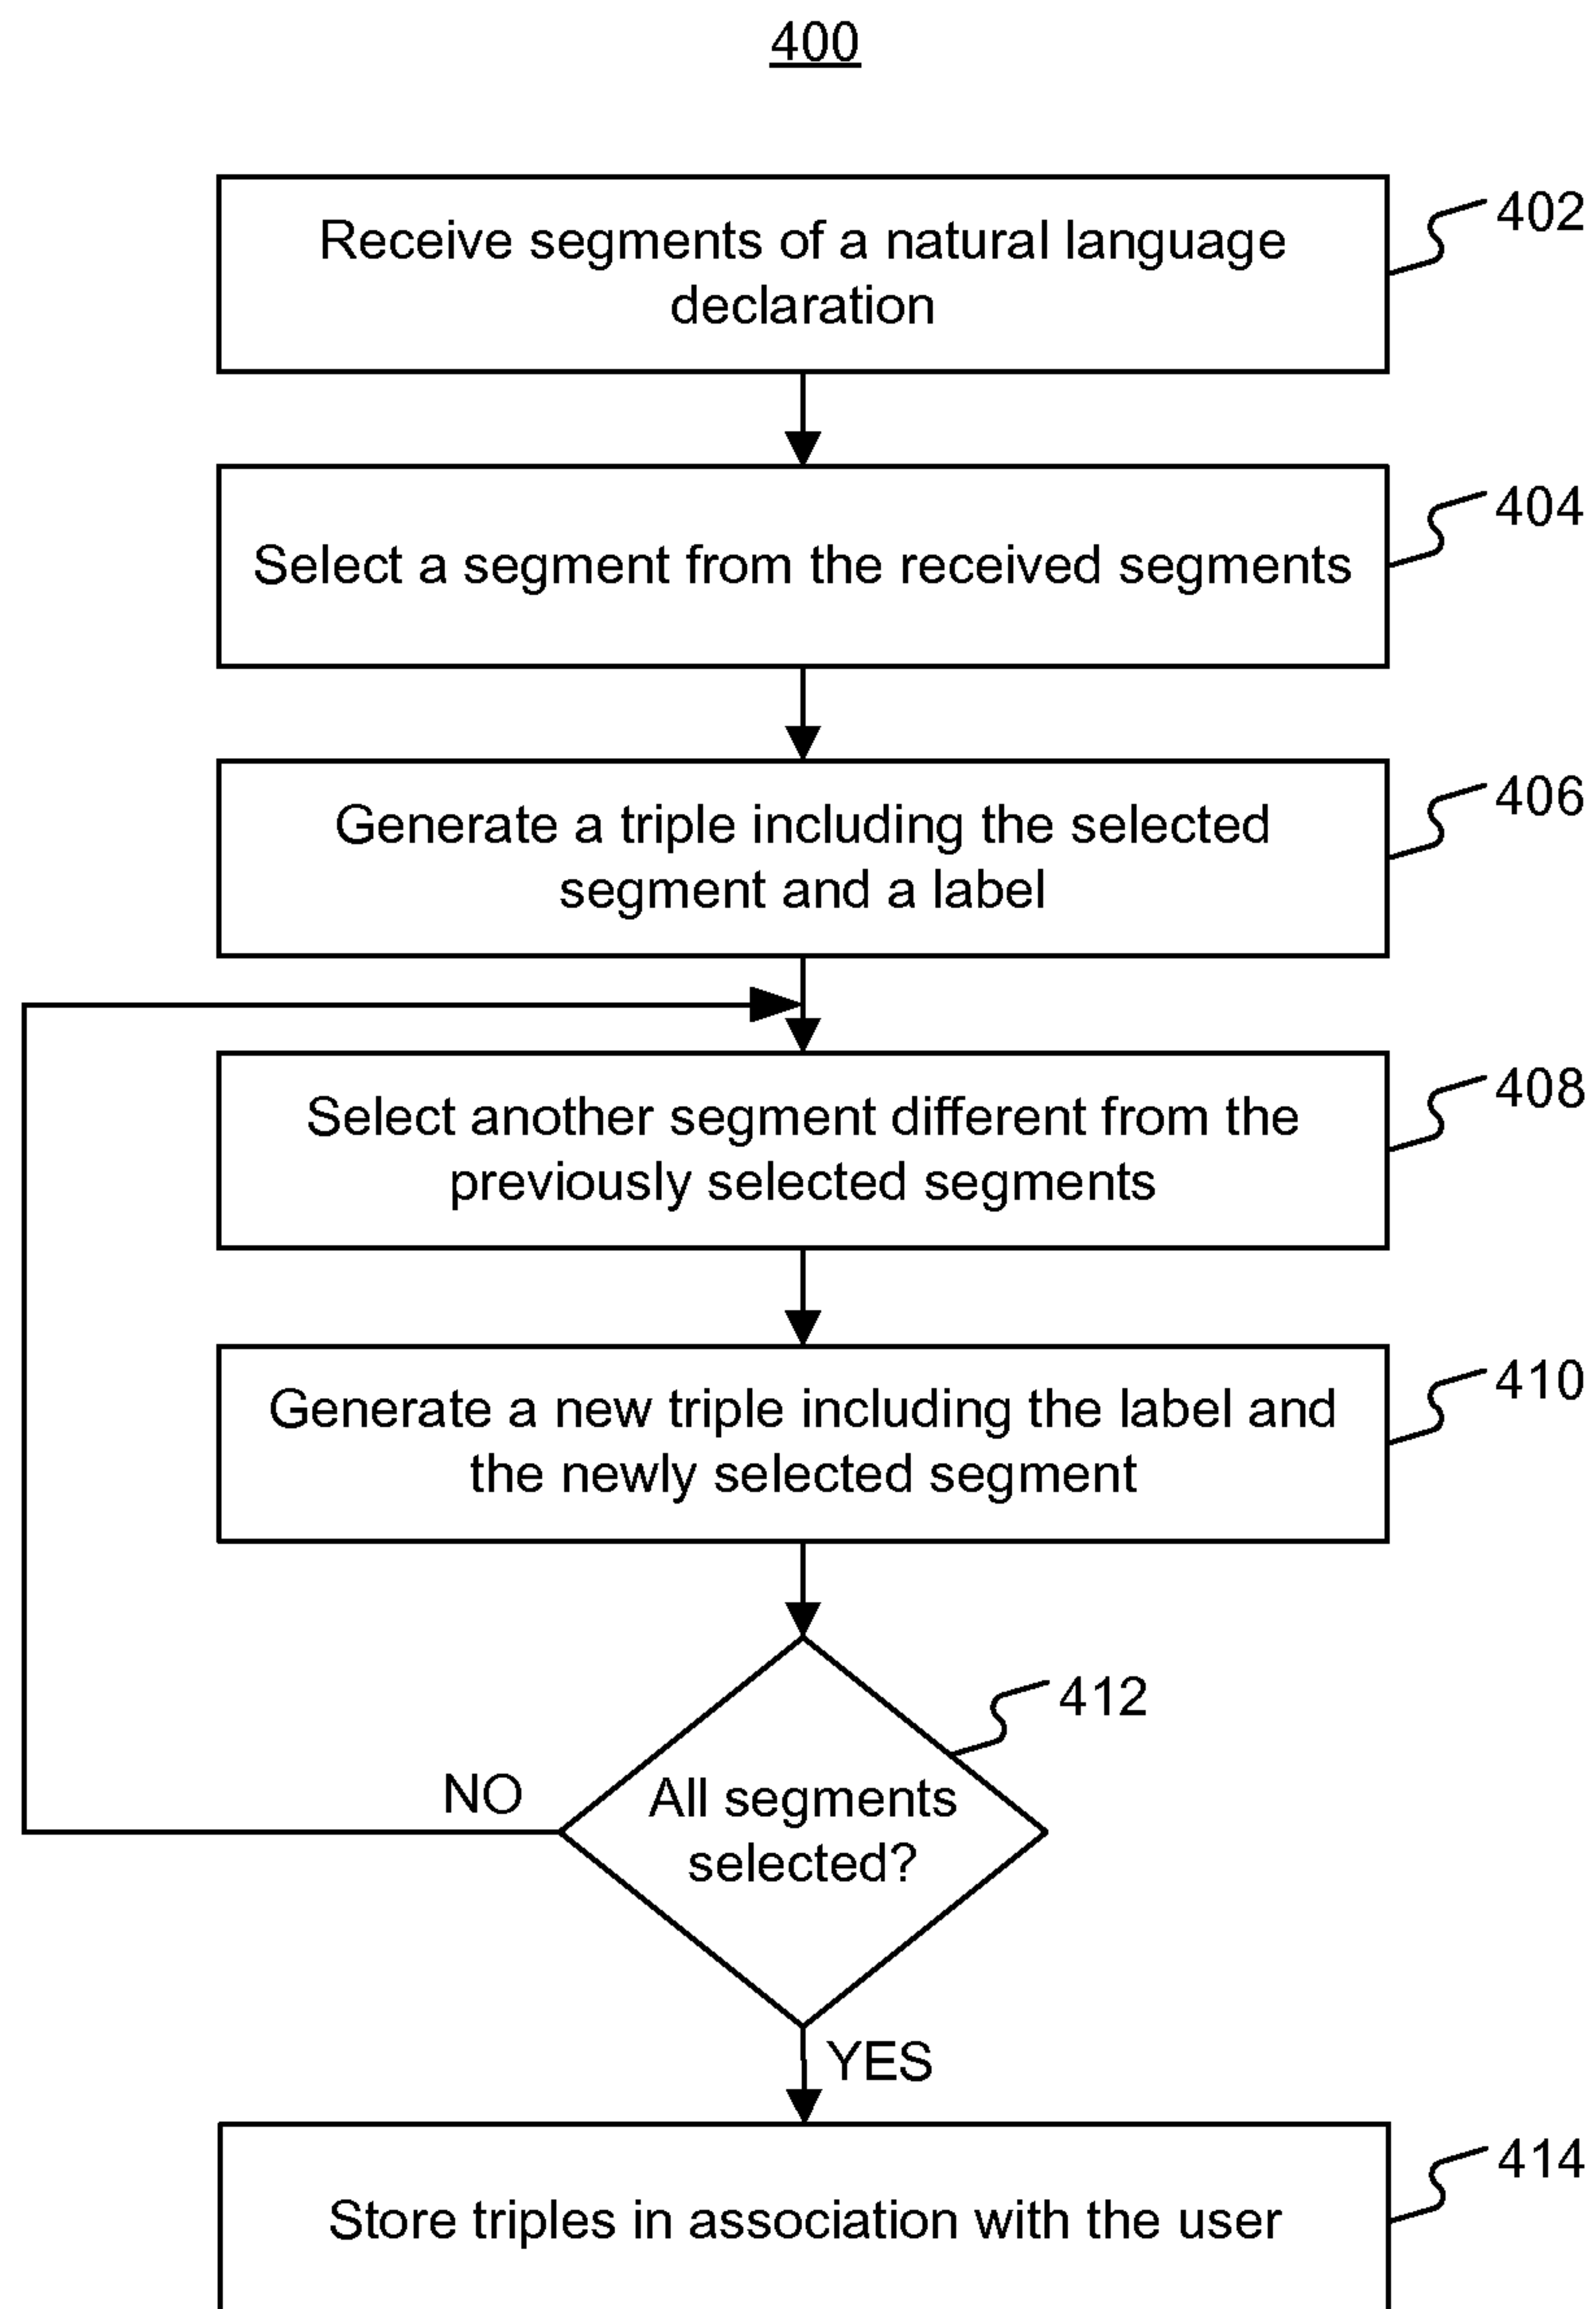 400
Receive segments of a natural language
declaration
402
Select a segment from the received segments
404
Generate a triple including the selected
segment and a label
406
Select another segment different from the
previously selected segments
408
Generate a new triple including the label and
the newly selected segment
410
412
NO
All segments
selected?
YES
Store triples in association with the user
414